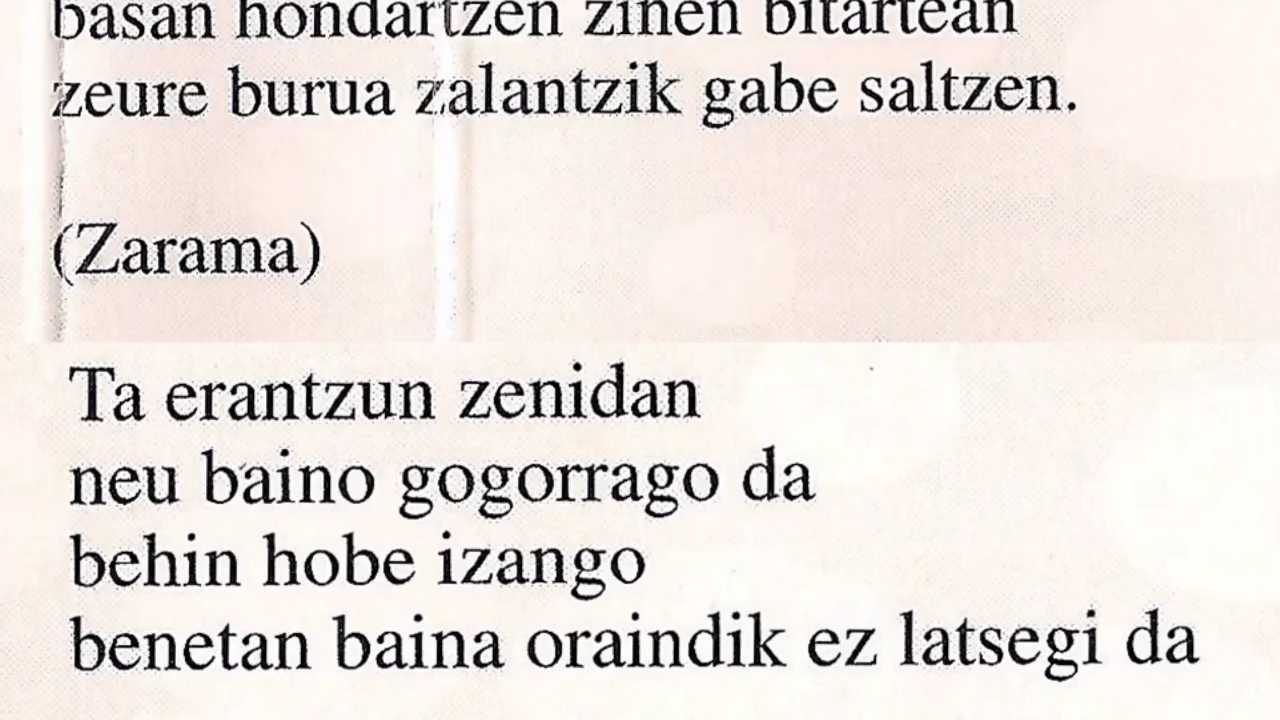 basan hondartzen zinen bitartean
zeure burua zalantzik gabe saltzen.
(Zarama)
Ta erantzun zenidan
neu baino gogorrago da
behin hobe izango
benetan baina oraindik ez latsegi da